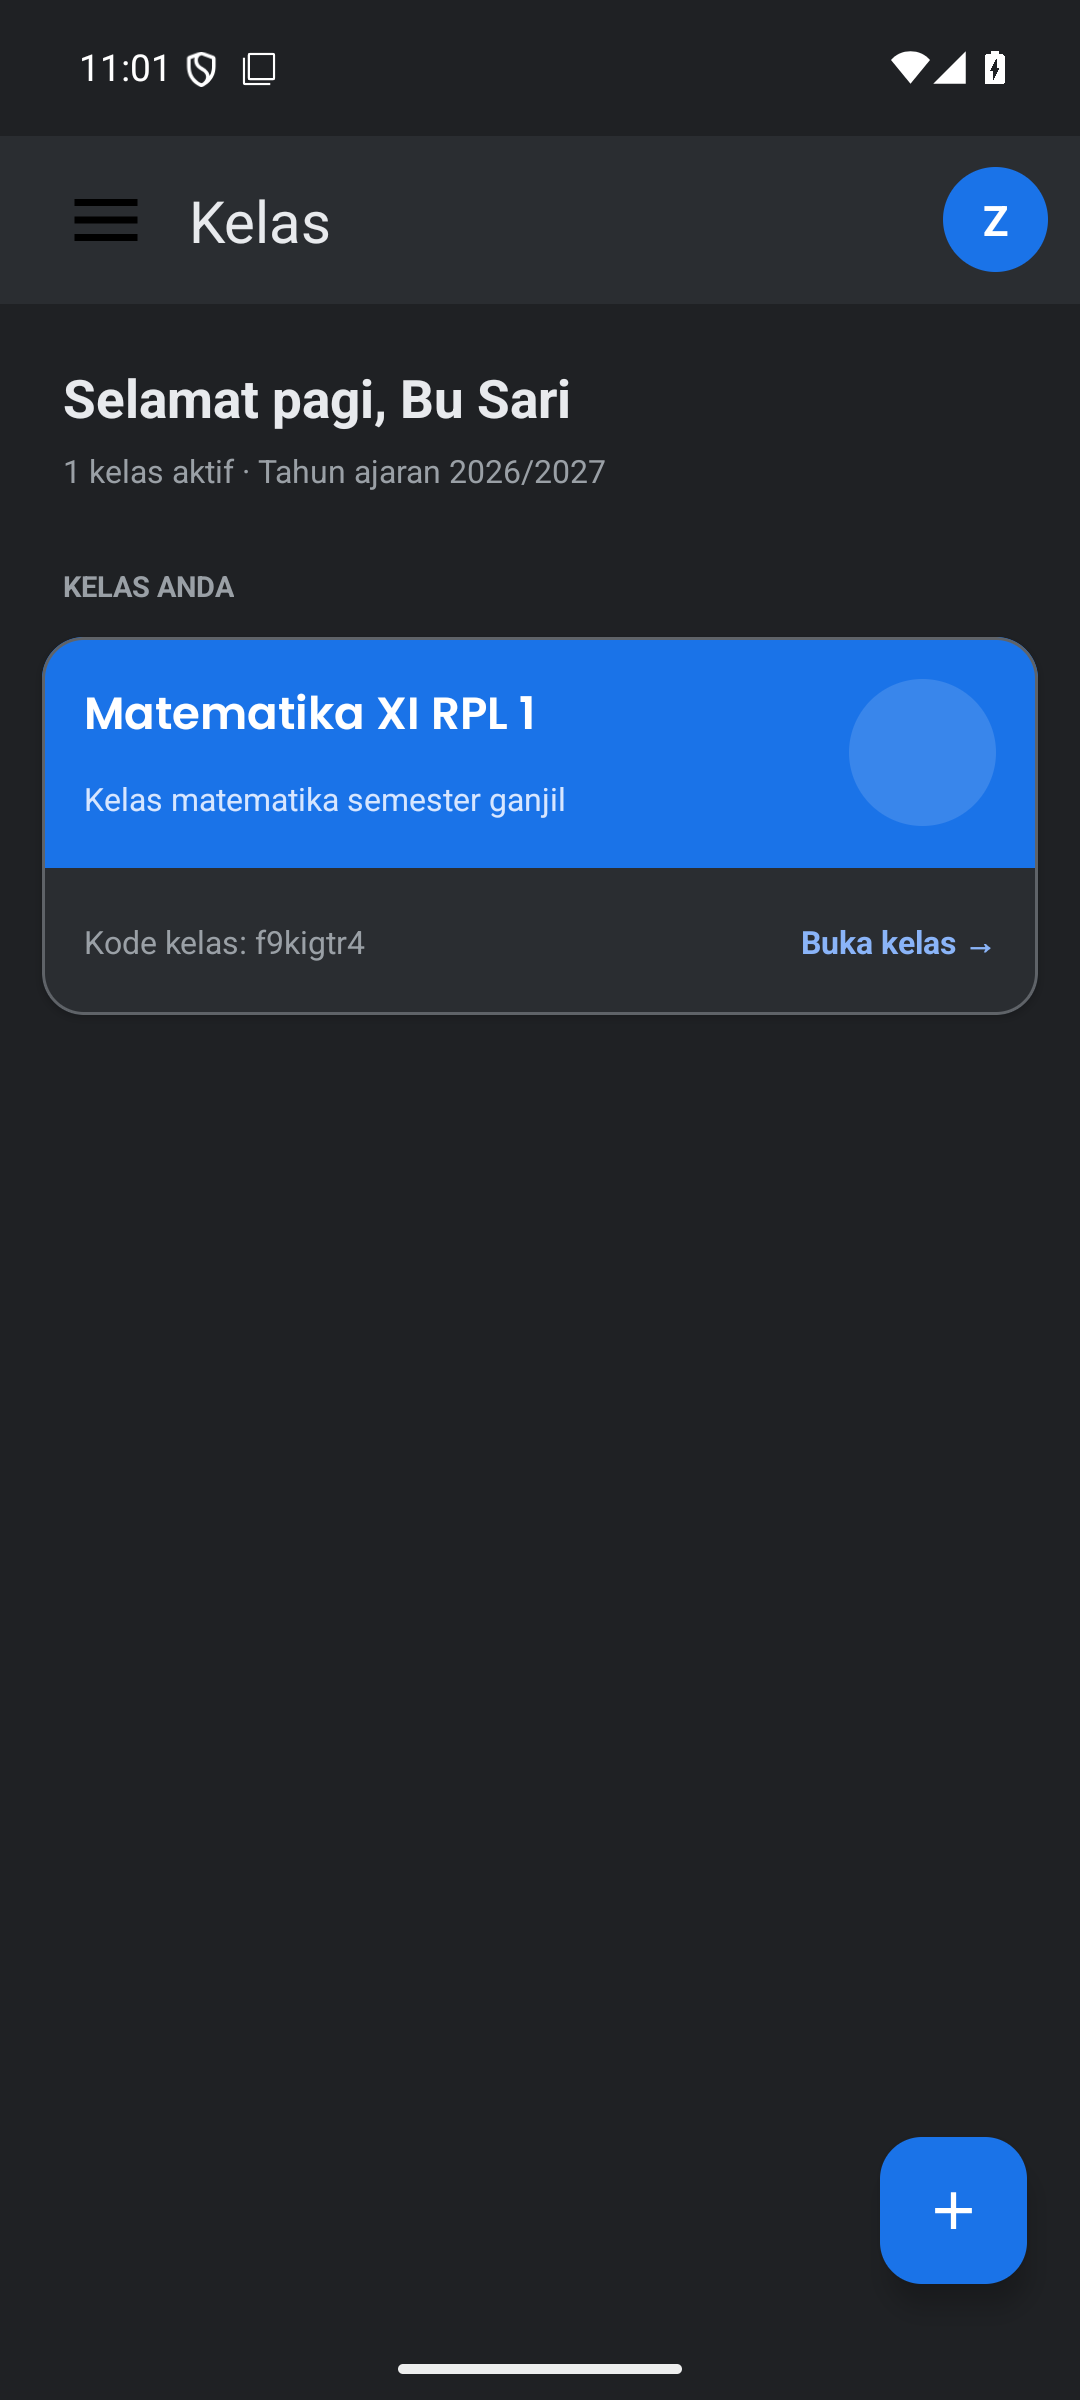 11:01
Kelas
Z
Selamat pagi, Bu Sari
1 kelas aktif · Tahun ajaran 2026/2027
KELAS ANDA
Matematika XI RPL 1
Kelas matematika semester ganjil
Kode kelas: f9kigtr4
Buka kelas →
+